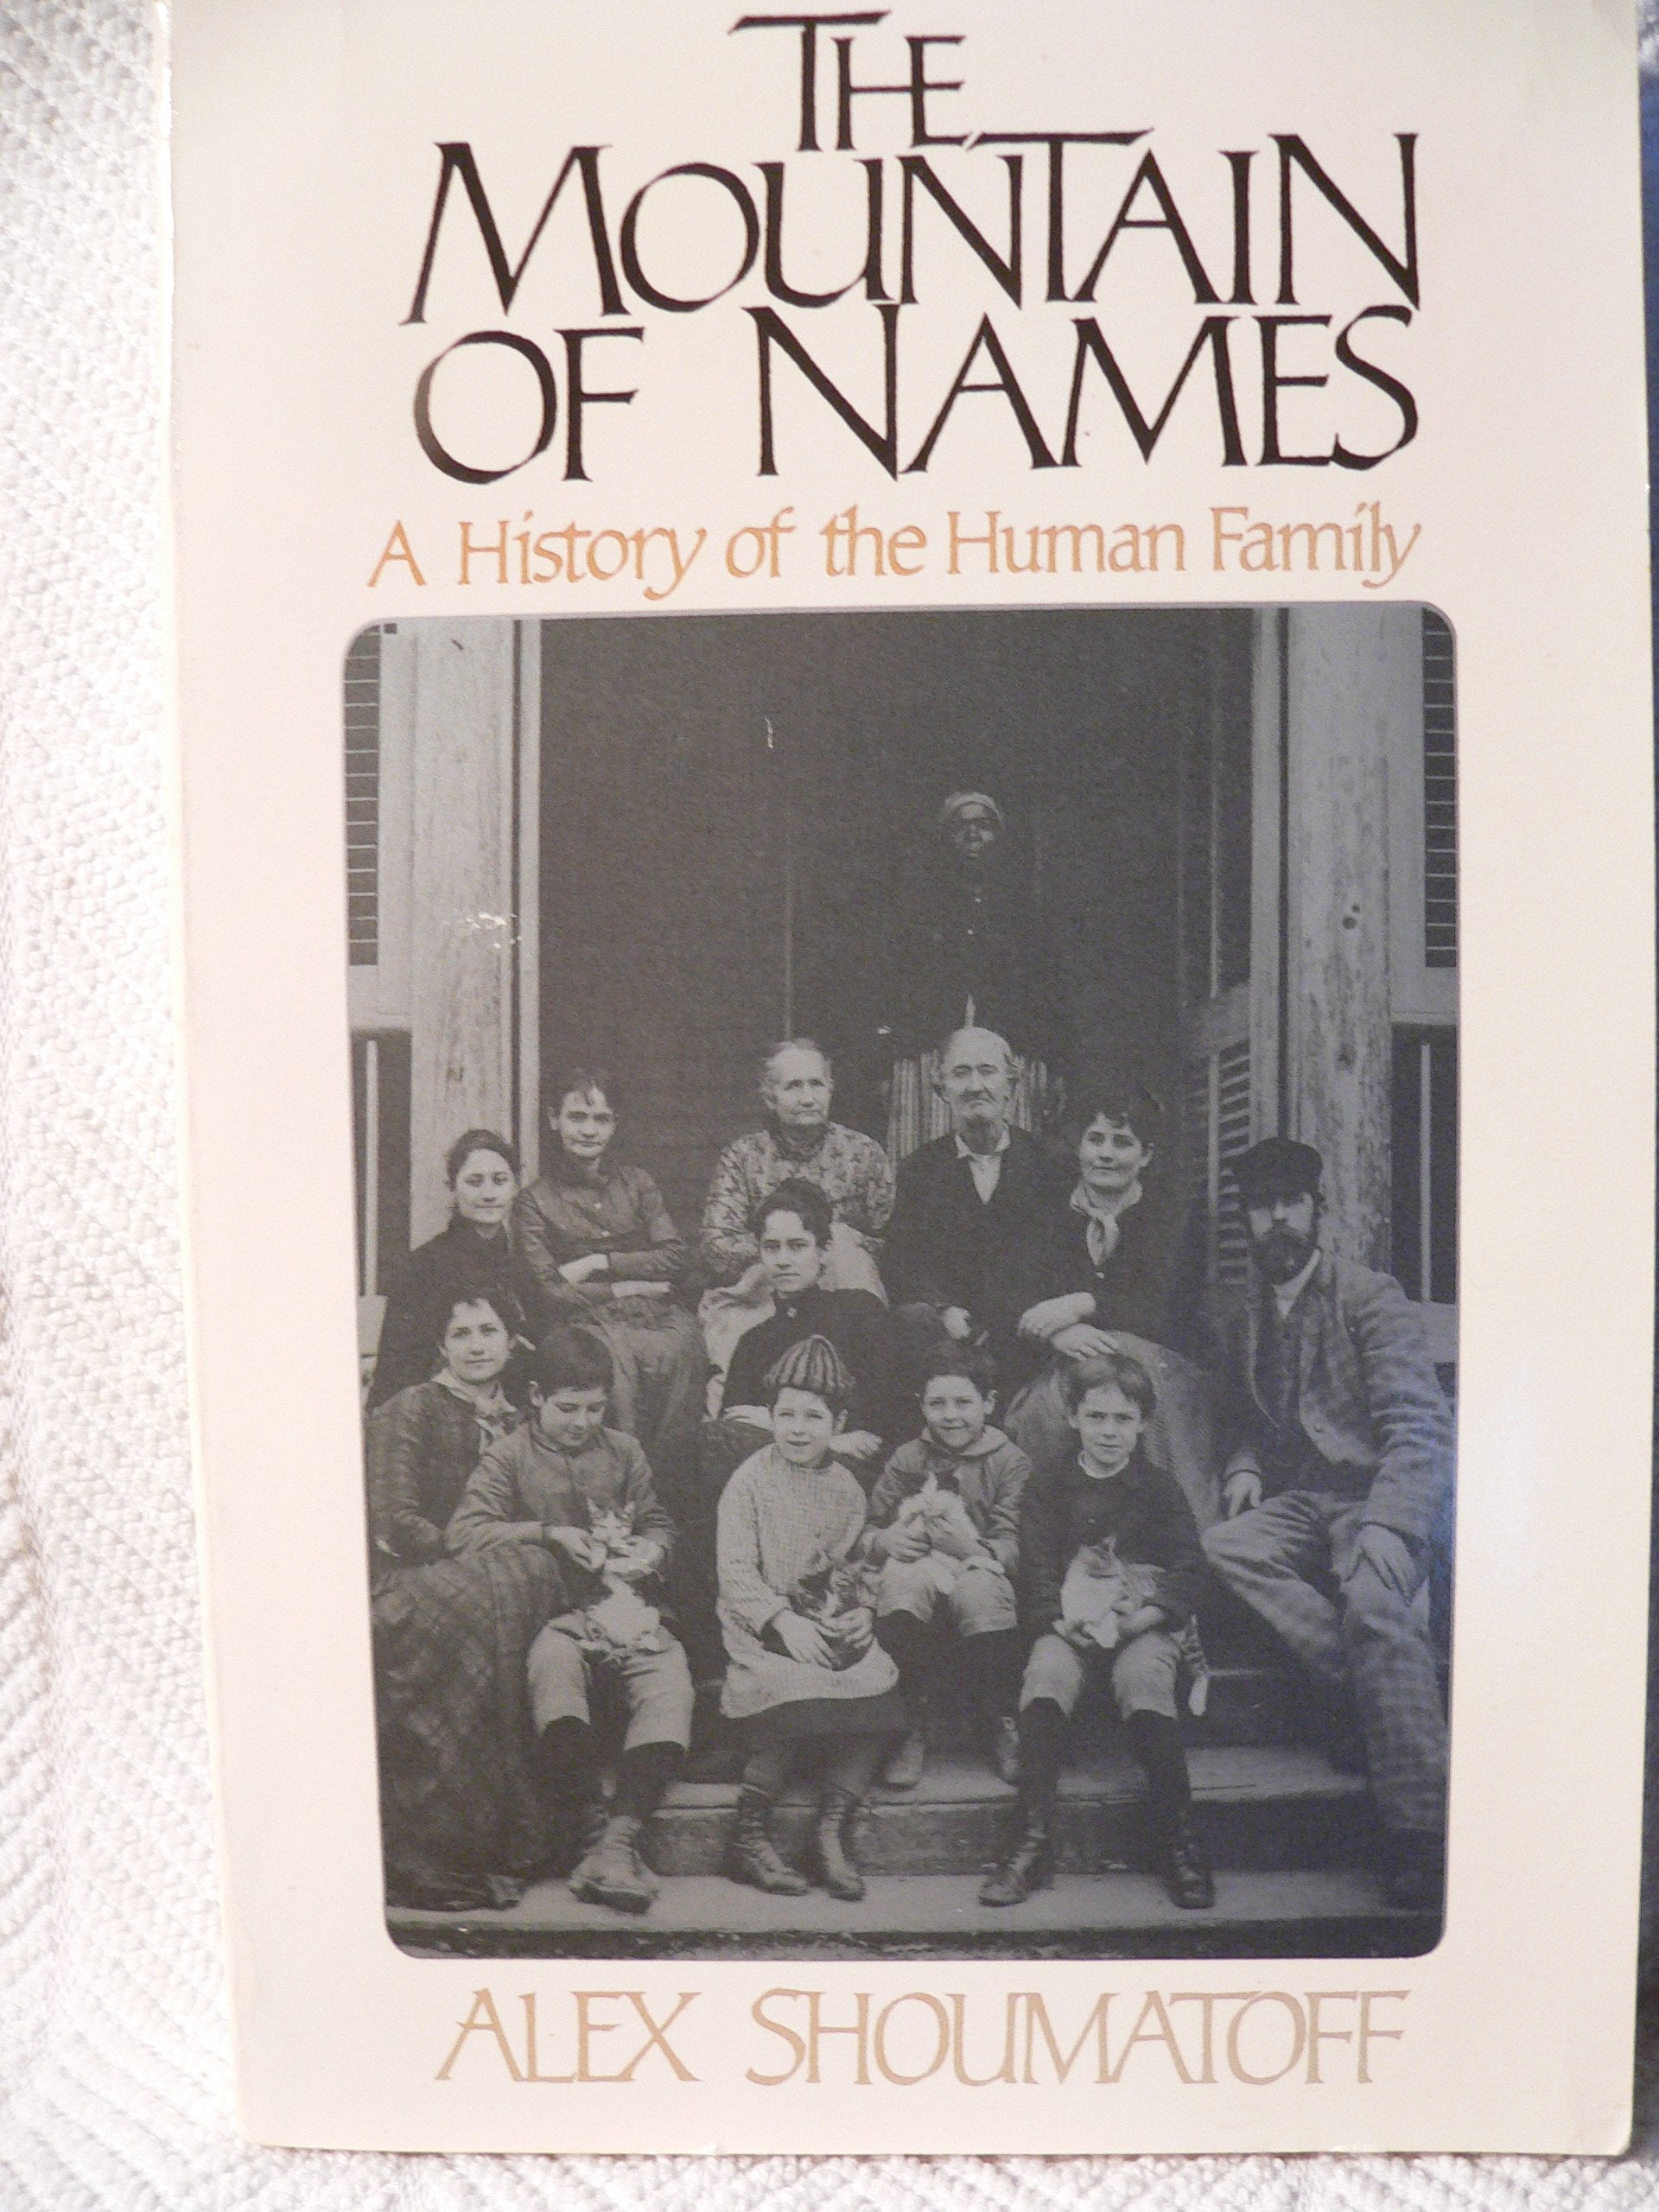 THE
MOUNTAIN
OF NAMES
A History of the Human Family
ALEX SHOUMATOFF